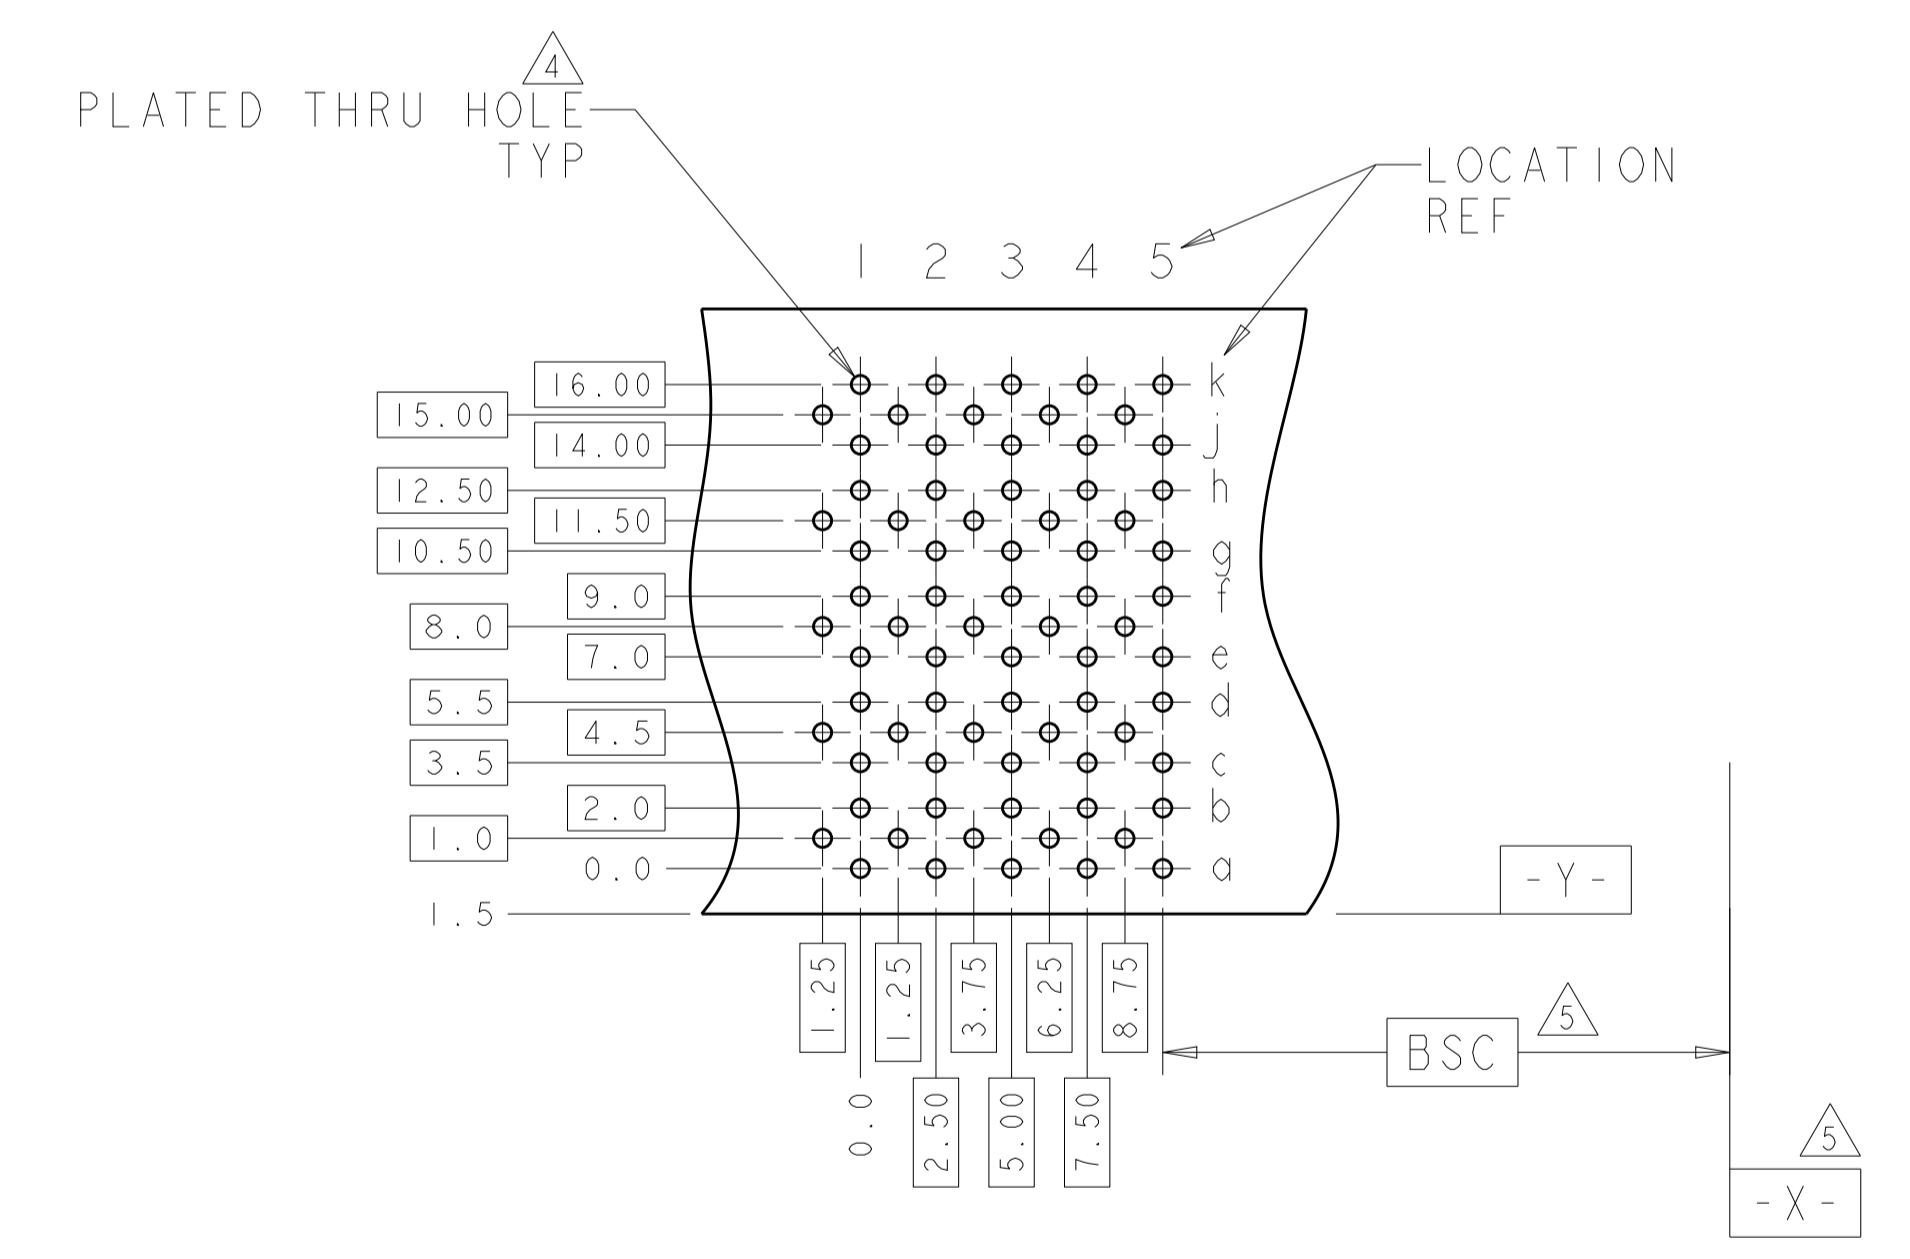 4
PLATED THRU HOLE
TYP
LOCATION
REF
1 2 3 4 5
16.00 k
15.00
14.00 j
12.50 h
11.50
10.50 g
9.0 f
8.0
7.0 e
5.5 d
4.5
3.5 c
2.0 b
1.0
0.0 a
1.5
-Y-
1.25 1.25 3.75 6.25 8.75
0.0 2.50 5.00 7.50
BSC 5
5
-X-